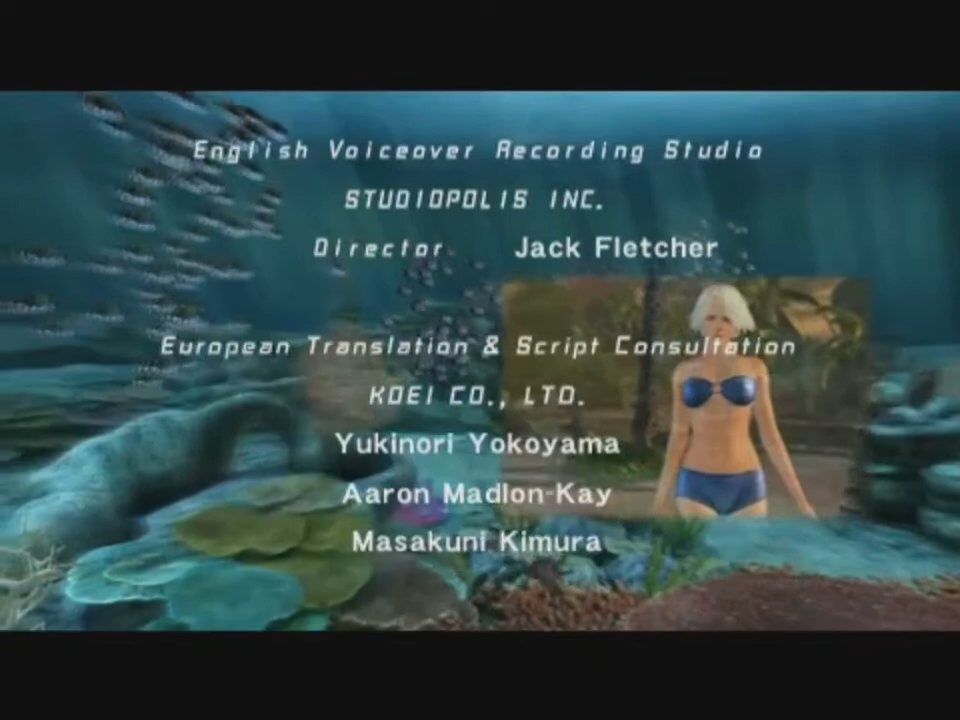 English Voiceover Recording Studio
STUDIOPOLIS INC.
Director Jack Fletcher
European Translation & Script Consultation
KOEI CO., LTD.
Yukinori Yokoyama
Aaron Madlon-Kay
Masakuni Kimura